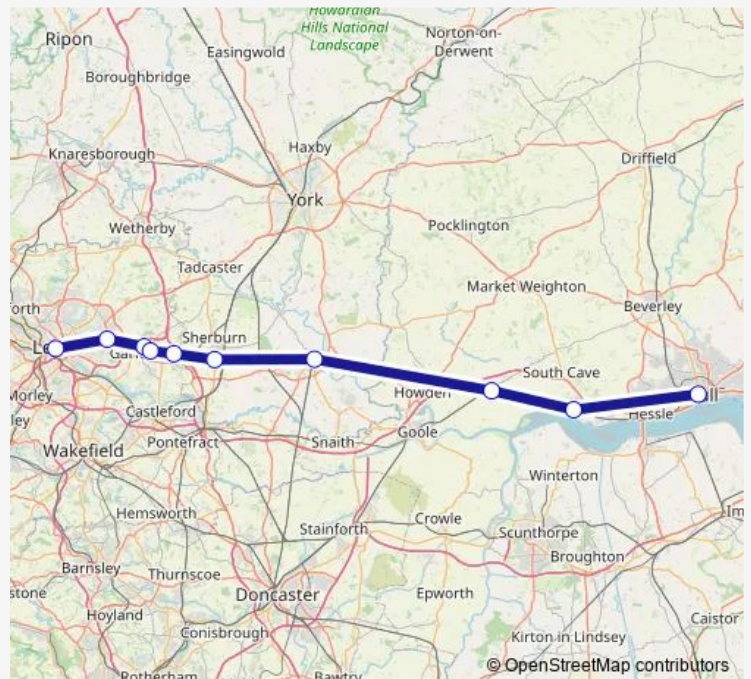 Howardian
Hills National
Landscape
Ripon
Easingwold
Norton-on-
Derwent
Boroughbridge
Haxby
Knaresborough
Driffield
York
Wetherby
Pocklington
Tadcaster
Market Weighton
Beverley
Sherburn
South Cave
Howden
Castleford
Hessle
Goole
Pontefract
Snaith
Wakefield
Winterton
Hemsworth
Crowle
Stainforth
Scunthorpe
Broughton
Barnsley
Thurnscoe
Doncaster
Epworth
Hoyland
Caistor
Conisbrough
Kirton in Lindsey
Rotherham
Bawtry
© OpenStreetMap contributors